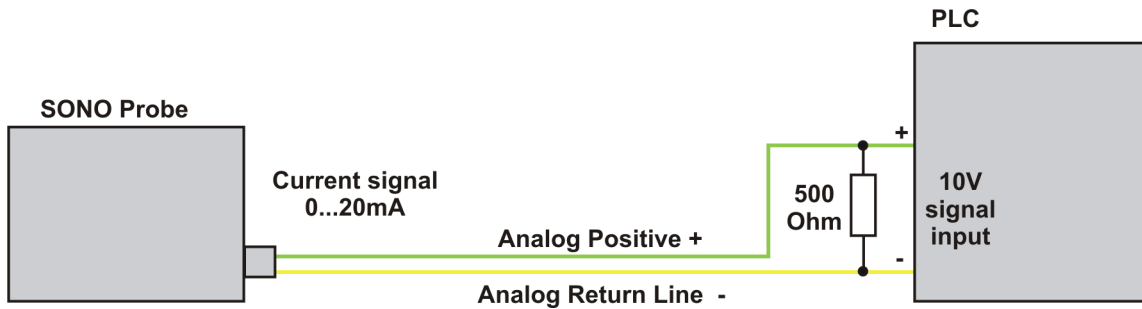 PLC
SONO Probe
+
Current signal
0...20mA
500
Ohm
10V
signal
input
Analog Positive +
-
Analog Return Line -